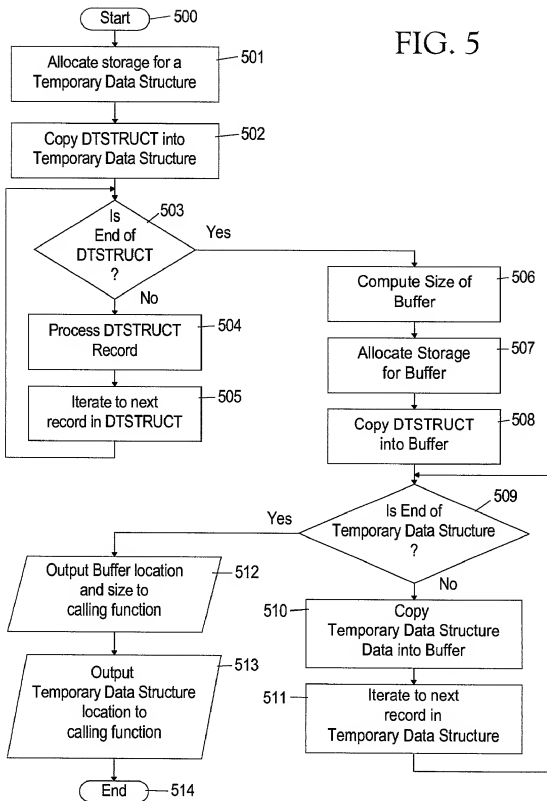 Start
500
FIG. 5
Allocate storage for a
Temporary Data Structure
501
Copy DTSTRUCT into
Temporary Data Structure
502
Is
End of
DTSTRUCT
?
503
Yes
No
Process DTSTRUCT
Record
504
Iterate to next
record in DTSTRUCT
505
Compute Size of
Buffer
506
Allocate Storage
for Buffer
507
Copy DTSTRUCT
into Buffer
508
Is End of
Temporary Data Structure
?
509
Yes
No
510
Copy
Temporary Data Structure
Data into Buffer
511
Iterate to next
record in
Temporary Data Structure
Output Buffer location
and size to
calling function
512
Output
Temporary Data Structure
location to
calling function
513
End
514